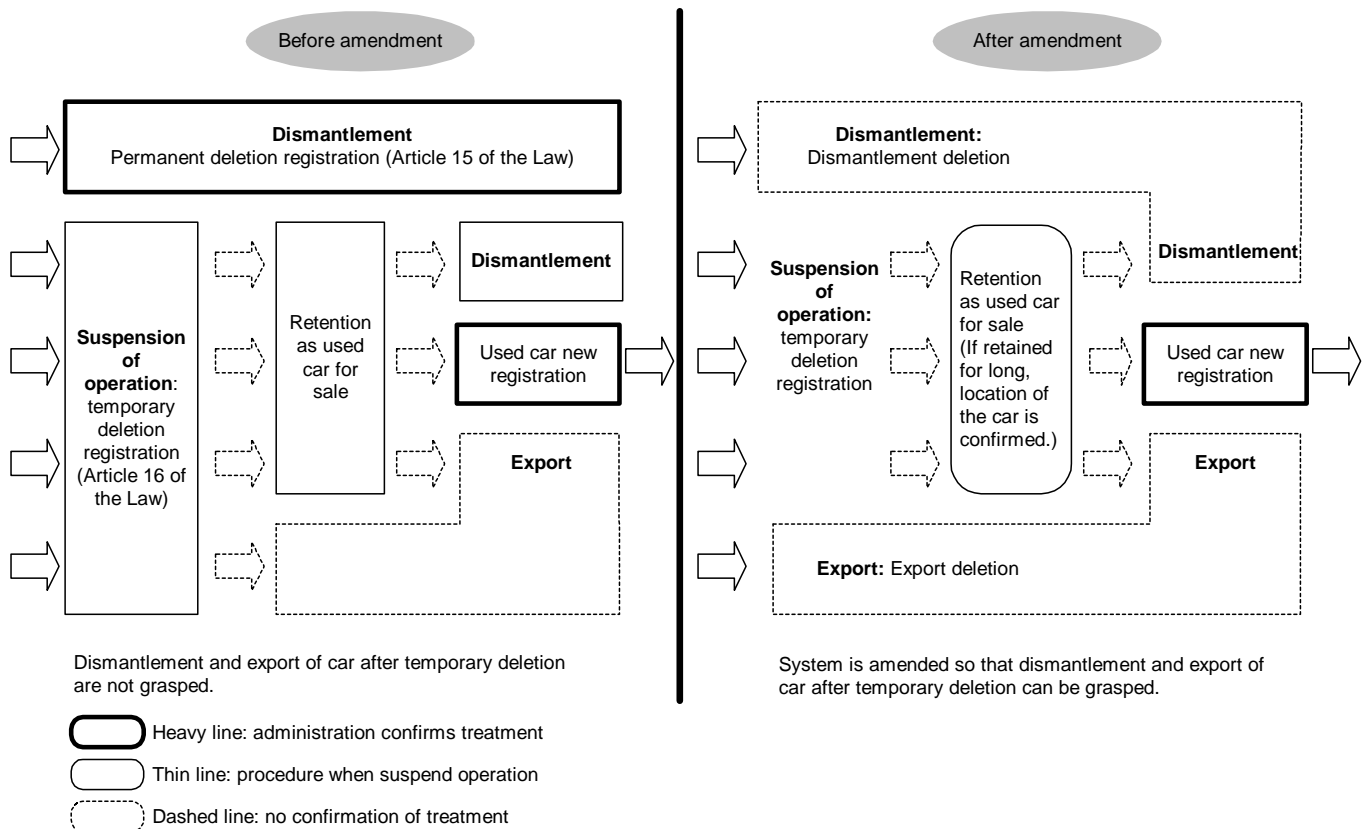 Before amendment
Dismantlement
Permanent deletion registration (Article 15 of the Law)
Suspension
of
operation:
temporary
deletion
registration
(Article 16 of
the Law)
Retention
as used
car for
sale
Dismantlement
Used car new
registration
Export
Dismantlement and export of car after temporary deletion
are not grasped.
Heavy line: administration confirms treatment
Thin line: procedure when suspend operation
Dashed line: no confirmation of treatment
After amendment
Dismantlement:
Dismantlement deletion
Suspension
of
operation:
temporary
deletion
registration
Retention
as used car
for sale
(If retained
for long,
location of
the car is
confirmed.)
Dismantlement
Used car new
registration
Export
Export: Export deletion
System is amended so that dismantlement and export of
car after temporary deletion can be grasped.